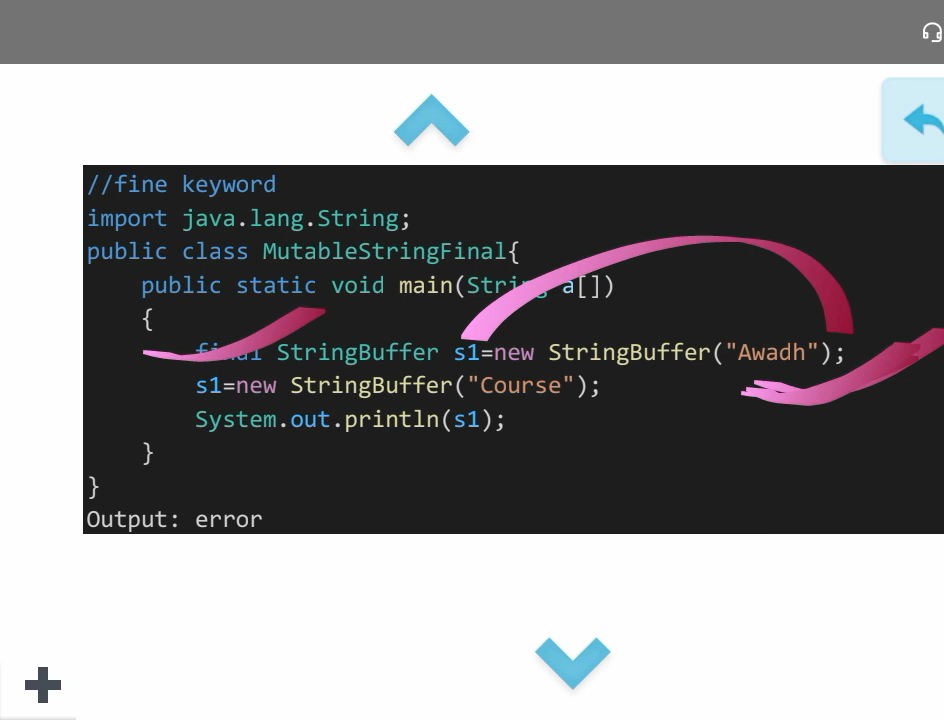 //fine keyword
import java.lang.String;
public class MutableStringFinal{
    public static void main(String a[])
    {
        final StringBuffer s1=new StringBuffer("Awadh");
        s1=new StringBuffer("Course");
        System.out.println(s1);
    }
}
Output: error